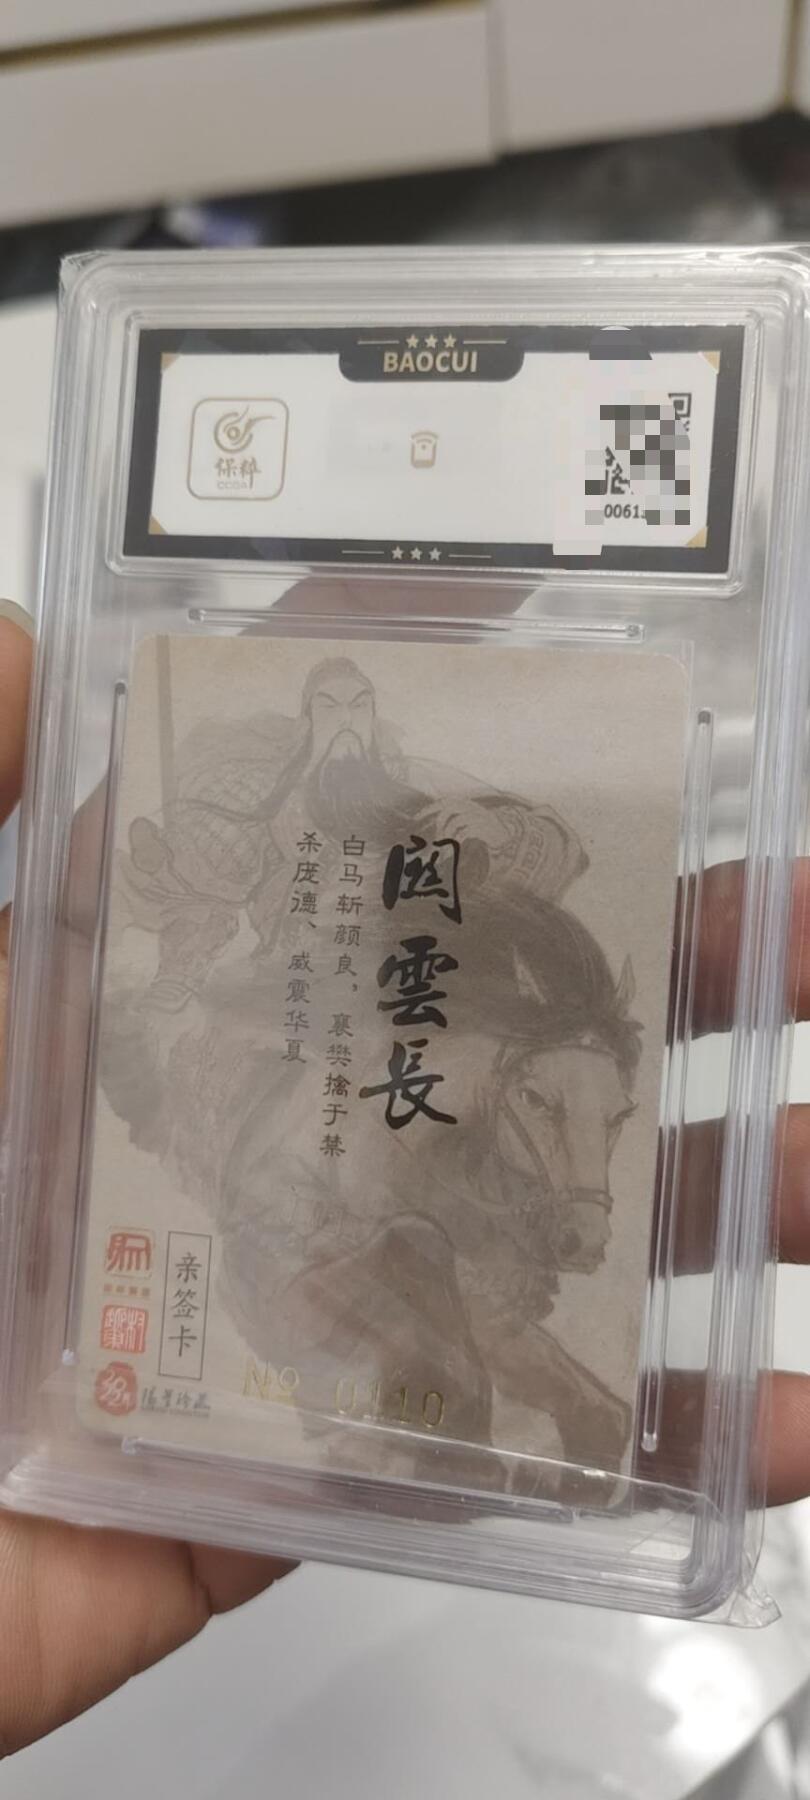 BAOCUI
保粹
CCGA
0061
關雲長
白马斩颜良，襄樊擒于禁
杀庞德、威震华夏
亲签卡
No 0110